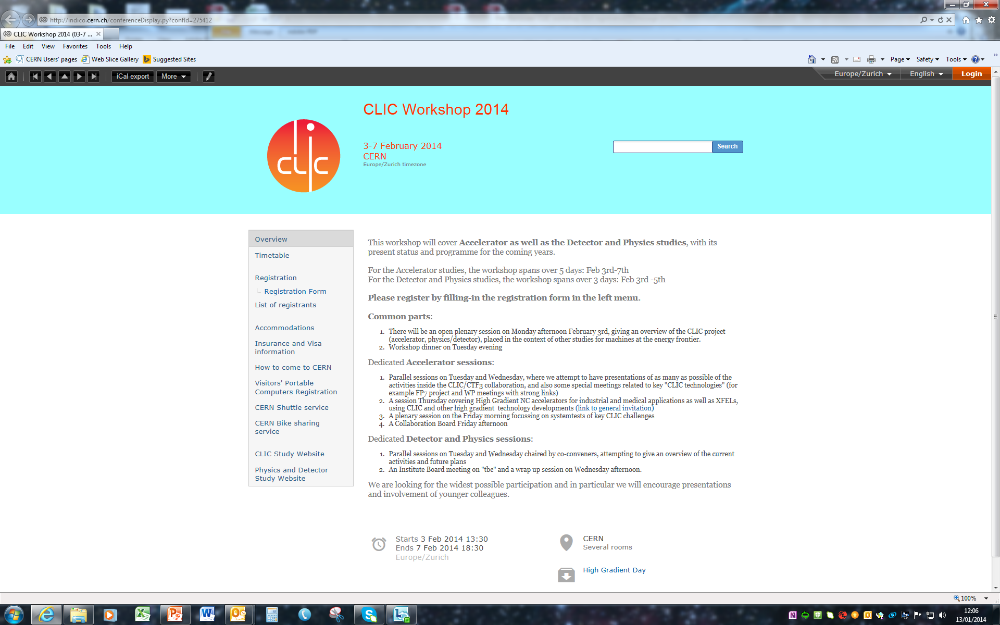 http://indico.cern.ch/conferenceDisplay.py?confId=275412
CLIC Workshop 2014 (03-7 ...
File Edit View Favorites Tools Help
CERN Users' pages Web Slice Gallery Suggested Sites
Page Safety Tools
iCal export More
Europe/Zurich English Login
CLIC Workshop 2014
clic
3-7 February 2014
CERN
Europe/Zurich timezone
Search
Overview
Timetable
Registration
Registration Form
List of registrants
Accommodations
Insurance and Visa
information
How to come to CERN
Visitors' Portable
Computers Registration
CERN Shuttle service
CERN Bike sharing
service
CLIC Study Website
Physics and Detector
Study Website
This workshop will cover Accelerator as well as the Detector and Physics studies, with its
present status and programme for the coming years.
For the Accelerator studies, the workshop spans over 5 days: Feb 3rd-7th
For the Detector and Physics studies, the workshop spans over 3 days: Feb 3rd -5th
Please register by filling-in the registration form in the left menu.
Common parts:
1. There will be an open plenary session on Monday afternoon February 3rd, giving an overview of the CLIC project
(accelerator, physics/detector), placed in the context of other studies for machines at the energy frontier.
2. Workshop dinner on Tuesday evening
Dedicated Accelerator sessions:
1. Parallel sessions on Tuesday and Wednesday, where we attempt to have presentations of as many as possible of the
activities inside the CLIC/CTF3 collaboration, and also some special meetings related to key "CLIC technologies" (for
example FP7 project and WP meetings with strong links)
2. A session Thursday covering High Gradient NC accelerators for industrial and medical applications as well as XFELs,
using CLIC and other high gradient technology developments (link to general invitation)
3. A plenary session on the Friday morning focussing on systemtests of key CLIC challenges
4. A Collaboration Board Friday afternoon
Dedicated Detector and Physics sessions:
1. Parallel sessions on Tuesday and Wednesday chaired by co-conveners, attempting to give an overview of the current
activities and future plans
2. An Institute Board meeting on "tbc" and a wrap up session on Wednesday afternoon.
We are looking for the widest possible participation and in particular we will encourage presentations
and involvement of younger colleagues.
Starts 3 Feb 2014 13:30
Ends 7 Feb 2014 18:30
Europe/Zurich
CERN
Several rooms
High Gradient Day
100%
12:06
13/01/2014